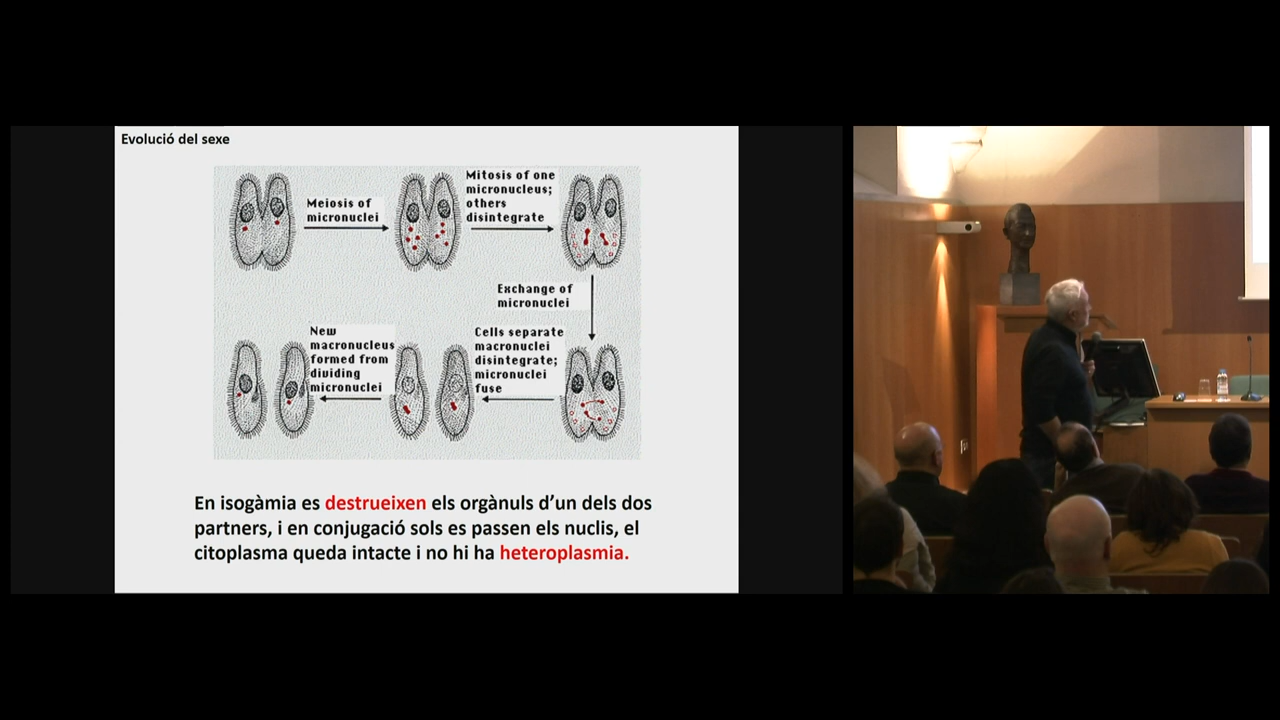 Evolució del sexe
Meiosis of
micronuclei
Mitosis of one
micronucleus;
others
disintegrate
Exchange of
micronuclei
Cells separate
macronuclei
disintegrate;
micronuclei
fuse
New
macronucleus
formed from
dividing
micronuclei
En isogàmia es destrueixen els orgànuls d'un dels dos
partners, i en conjugació sols es passen els nuclis, el
citoplasma queda intacte i no hi ha heteroplasmia.